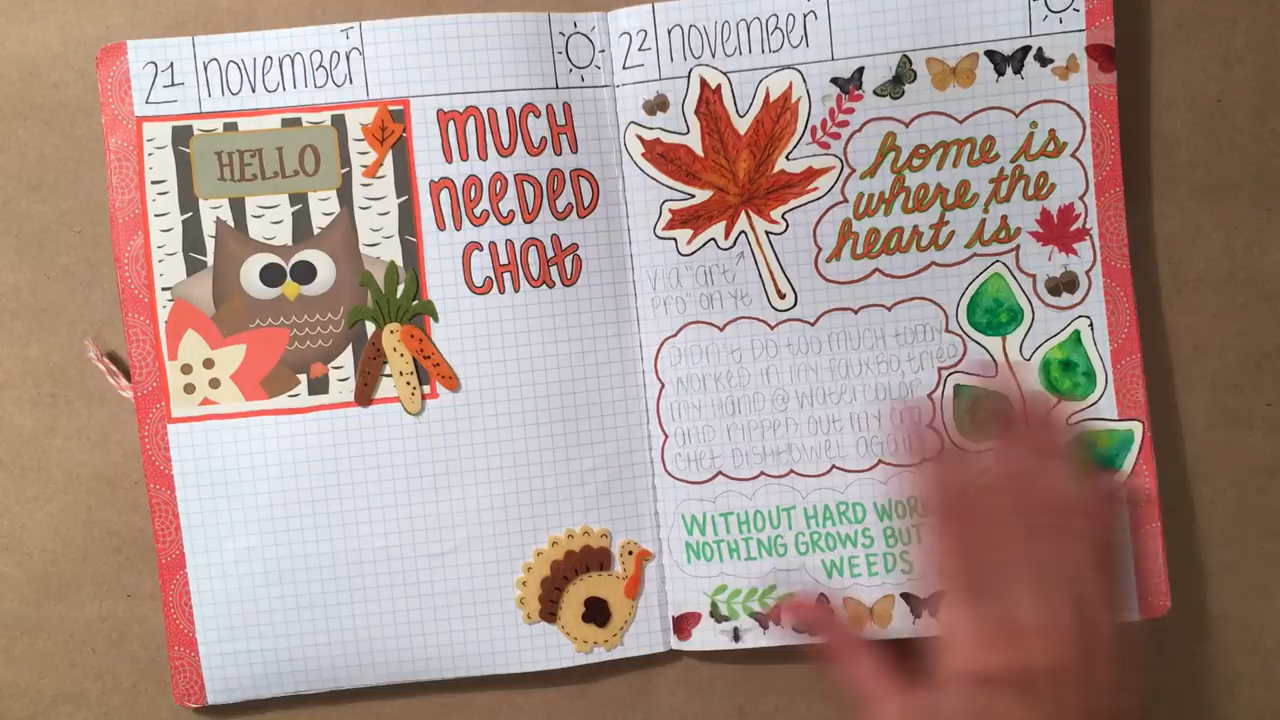 21 november
HELLO
MUCH
NEEDED
CHAT
22 november
home is
where the
heart is
via "art
pro" on yt
DIDN'T DO TOO MUCH TODAY
WORKED IN MY
TRIED
MY HAND @ WATERCOLOR
AND RIPPED OUT MY
CHET DISHTOWEL AGAIN
WITHOUT HARD WORK
NOTHING GROWS BUT
WEEDS